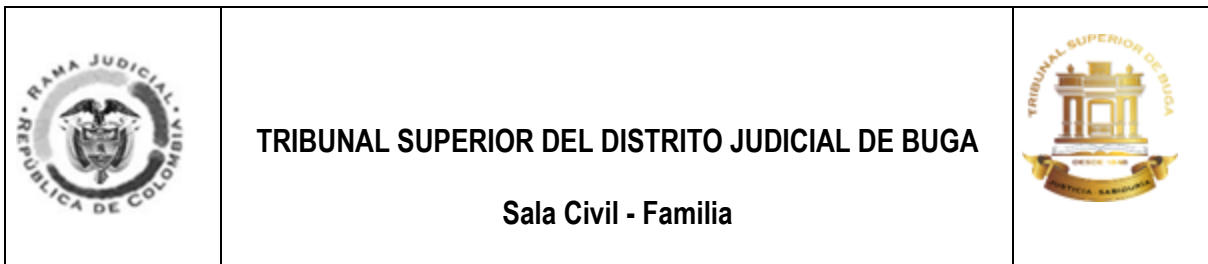 RAMA JUDICIAL
REPÚBLICA DE COLOMBIA
TRIBUNAL SUPERIOR DEL DISTRITO JUDICIAL DE BUGA
Sala Civil - Familia
TRIBUNAL SUPERIOR DE BUGA
JUSTICIA SABIDURÍA